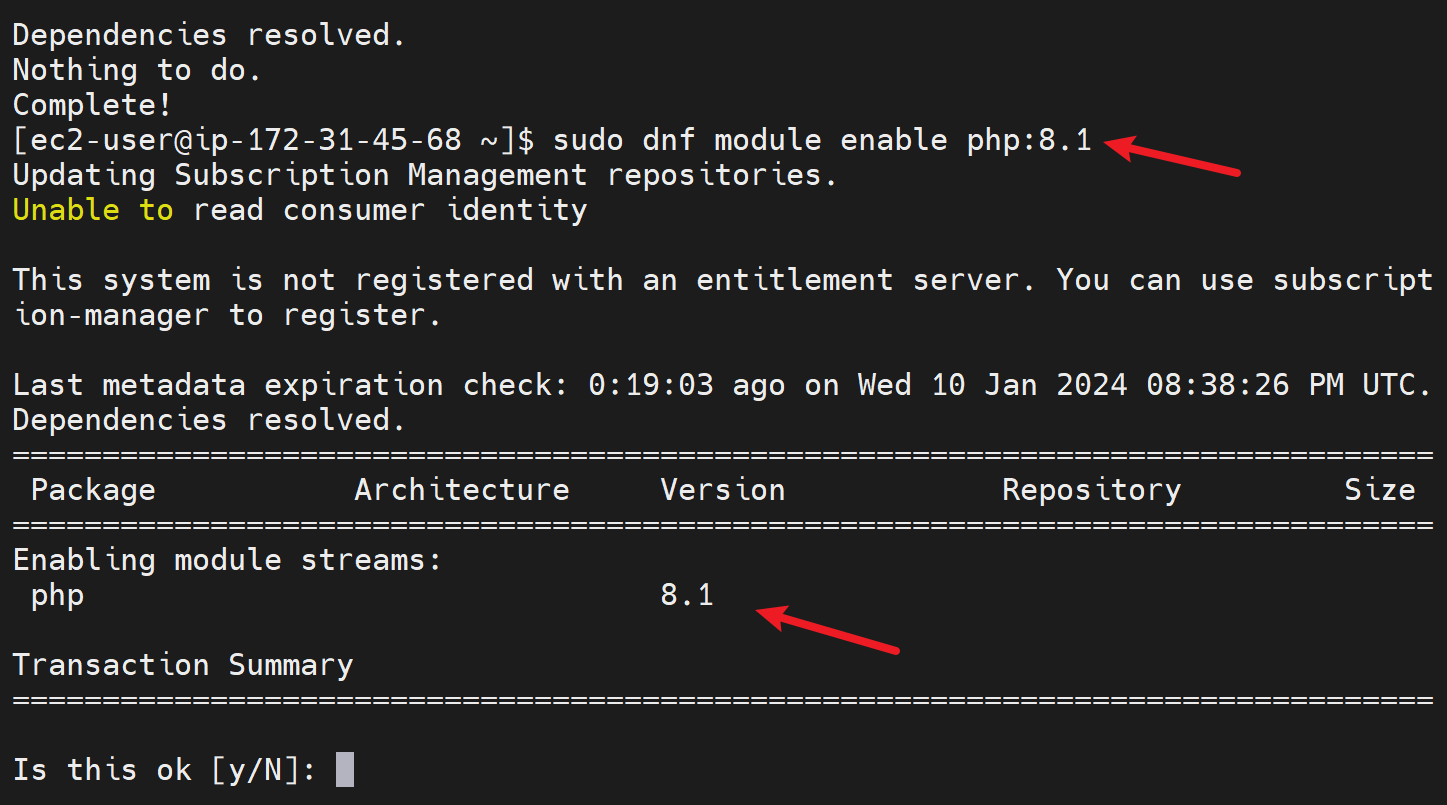 Dependencies resolved.
Nothing to do.
Complete!
[ec2-user@ip-172-31-45-68 ~]$ sudo dnf module enable php:8.1
Updating Subscription Management repositories.
Unable to read consumer identity
This system is not registered with an entitlement server. You can use subscript
ion-manager to register.
Last metadata expiration check: 0:19:03 ago on Wed 10 Jan 2024 08:38:26 PM UTC.
Dependencies resolved.
===============================================================================
Package Architecture Version Repository Size
===============================================================================
Enabling module streams:
php 8.1
Transaction Summary
===============================================================================
Is this ok [y/N]: